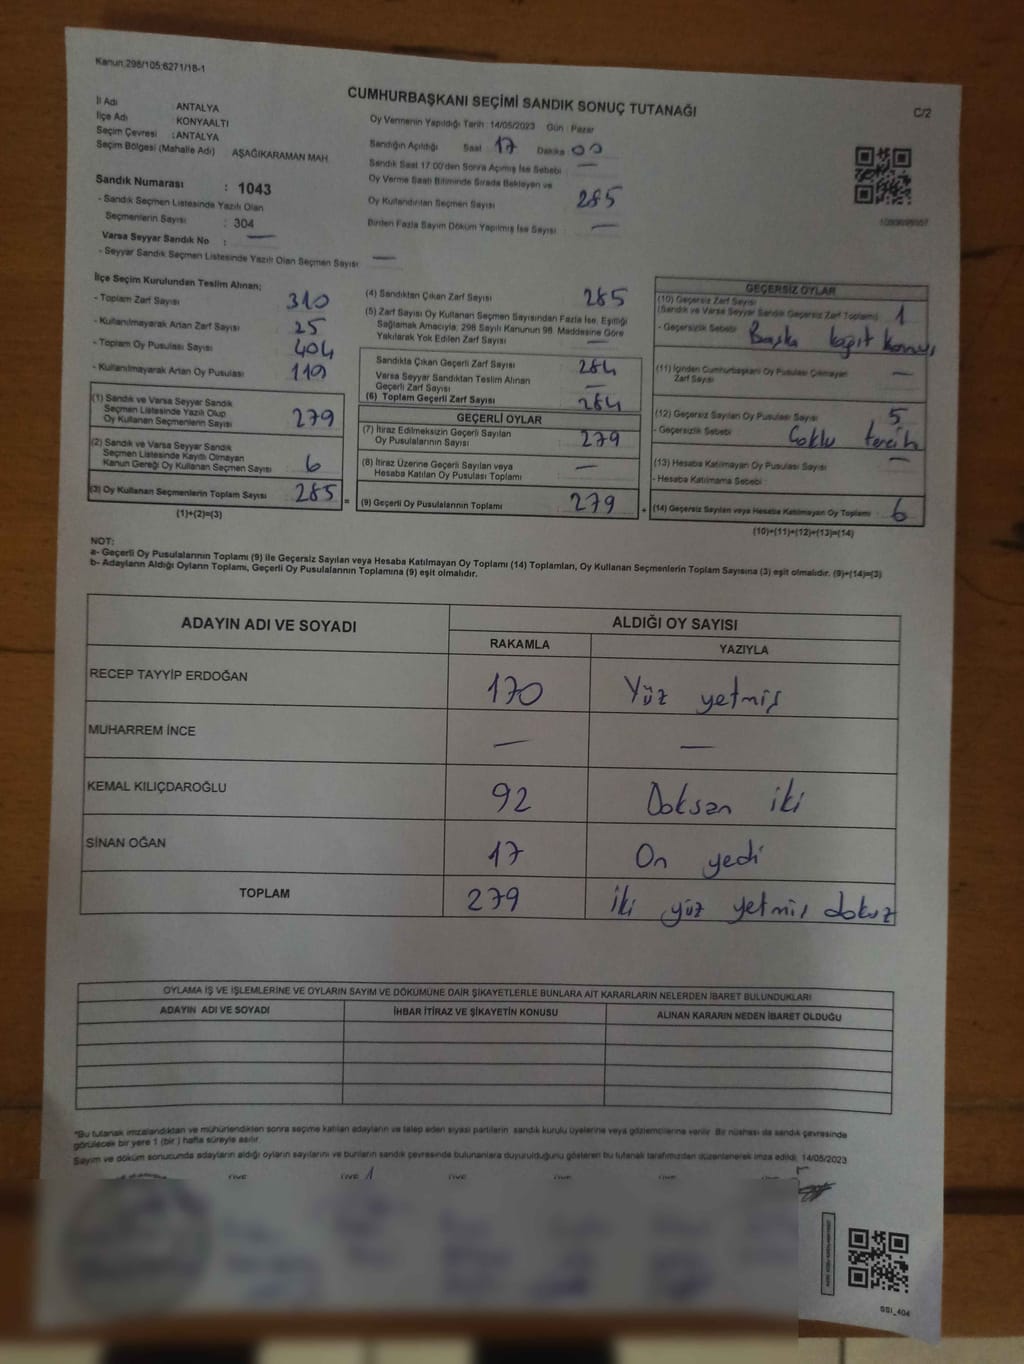 Kanun:298/105;6271/18-1
CUMHURBAŞKANI SEÇİMİ SANDIK SONUÇ TUTANAĞI
C/2
İl Adı ANTALYA
İlçe Adı KONYAALTI
Seçim Çevresi : ANTALYA
Seçim Bölgesi (Mahalle Adı) AŞAĞIKARAMAN MAH.
Sandık Numarası : 1043
- Sandık Seçmen Listesinde Yazılı Olan
Seçmenlerin Sayısı : 304
Varsa Seyyar Sandık No : —
- Seyyar Sandık Seçmen Listesinde Yazılı Olan Seçmen Sayısı —
Oy Vermenin Yapıldığı Tarih :14/05/2023 Gün : Pazar
Sandığın Açıldığı Saat 17 Dakika 00
Sandık Saat 17:00'den Sonra Açılmış İse Sebebi : —
Oy Verme Saati Bitiminde Sırada Bekleyen ve
Oy Kullandırılan Seçmen Sayısı 285
Birden Fazla Sayım Döküm Yapılmış İse Sayısı —
İlçe Seçim Kurulundan Teslim Alınan;
- Toplam Zarf Sayısı 310
- Kullanılmayarak Artan Zarf Sayısı 25
- Toplam Oy Pusulası Sayısı 404
- Kullanılmayarak Artan Oy Pusulası 119
(1) Sandık ve Varsa Seyyar Sandık
Seçmen Listesinde Yazılı Olup
Oy Kullanan Seçmenlerin Sayısı 279
(2) Sandık ve Varsa Seyyar Sandık
Seçmen Listesinde Kayıtlı Olmayan
Kanun Gereği Oy Kullanan Seçmen Sayısı 6
(3) Oy Kullanan Seçmenlerin Toplam Sayısı 285 =
(1)+(2)=(3)
(4) Sandıktan Çıkan Zarf Sayısı 285
(5) Zarf Sayısı Oy Kullanan Seçmen Sayısından Fazla İse, Eşitliği
Sağlamak Amacıyla, 298 Sayılı Kanunun 98. Maddesine Göre
Yakılarak Yok Edilen Zarf Sayısı —
Sandıkta Çıkan Geçerli Zarf Sayısı 284
Varsa Seyyar Sandıktan Teslim Alınan
Geçerli Zarf Sayısı —
(6) Toplam Geçerli Zarf Sayısı 284
GEÇERLİ OYLAR
(7) İtiraz Edilmeksizin Geçerli Sayılan
Oy Pusulalarının Sayısı 279
(8) İtiraz Üzerine Geçerli Sayılan veya
Hesaba Katılan Oy Pusulası Toplamı —
(9) Geçerli Oy Pusulalarının Toplamı 279 +
GEÇERSİZ OYLAR
(10) Geçersiz Zarf Sayısı
(Sandık ve Varsa Seyyar Sandık Geçersiz Zarf Toplamı) 1
- Geçersizlik Sebebi Başka kağıt konmuş
(11) İçinden Cumhurbaşkanı Oy Pusulası Çıkmayan
Zarf Sayısı —
(12) Geçersiz Sayılan Oy Pusulası Sayısı 5
- Geçersizlik Sebebi Çoklu tercih
(13) Hesaba Katılmayan Oy Pusulası Sayısı —
- Hesaba Katılmama Sebebi
(14) Geçersiz Sayılan veya Hesaba Katılmayan Oy Toplamı : 6
(10)+(11)+(12)+(13)=(14)
NOT:
a- Geçerli Oy Pusulalarının Toplamı (9) ile Geçersiz Sayılan veya Hesaba Katılmayan Oy Toplamı (14) Toplamları, Oy Kullanan Seçmenlerin Toplam Sayısına (3) eşit olmalıdır. (9)+(14)=(3)
b- Adayların Aldığı Oyların Toplamı, Geçerli Oy Pusulalarının Toplamına (9) eşit olmalıdır.
ADAYIN ADI VE SOYADI ALDIĞI OY SAYISI
RAKAMLA YAZIYLA
RECEP TAYYİP ERDOĞAN 170 Yüz yetmiş
MUHARREM İNCE — —
KEMAL KILIÇDAROĞLU 92 Doksan iki
SİNAN OĞAN 17 On yedi
TOPLAM 279 İki yüz yetmiş dokuz
OYLAMA İŞ VE İŞLEMLERİNE VE OYLARIN SAYIM VE DÖKÜMÜNE DAİR ŞİKAYETLERLE BUNLARA AİT KARARLARIN NELERDEN İBARET BULUNDUKLARI
ADAYIN ADI VE SOYADI İHBAR İTİRAZ VE ŞİKAYETİN KONUSU ALINAN KARARIN NEDEN İBARET OLDUĞU
*Bu tutanak imzalandıktan ve mühürlendikten sonra seçime katılan adayların ve talep eden siyasi partilerin sandık kurulu üyelerine veya gözlemcilerine verilir. Bir nüshası da sandık çevresinde
görülecek bir yere 1 (bir ) hafta süreyle asılır.
Sayım ve döküm sonucunda adayların aldığı oyların sayılarını ve bunların sandık çevresinde bulunanlara duyurulduğunu gösteren bu tutanak tarafımızdan düzenlenerek imza edildi. 14/05/2023
SSI_404